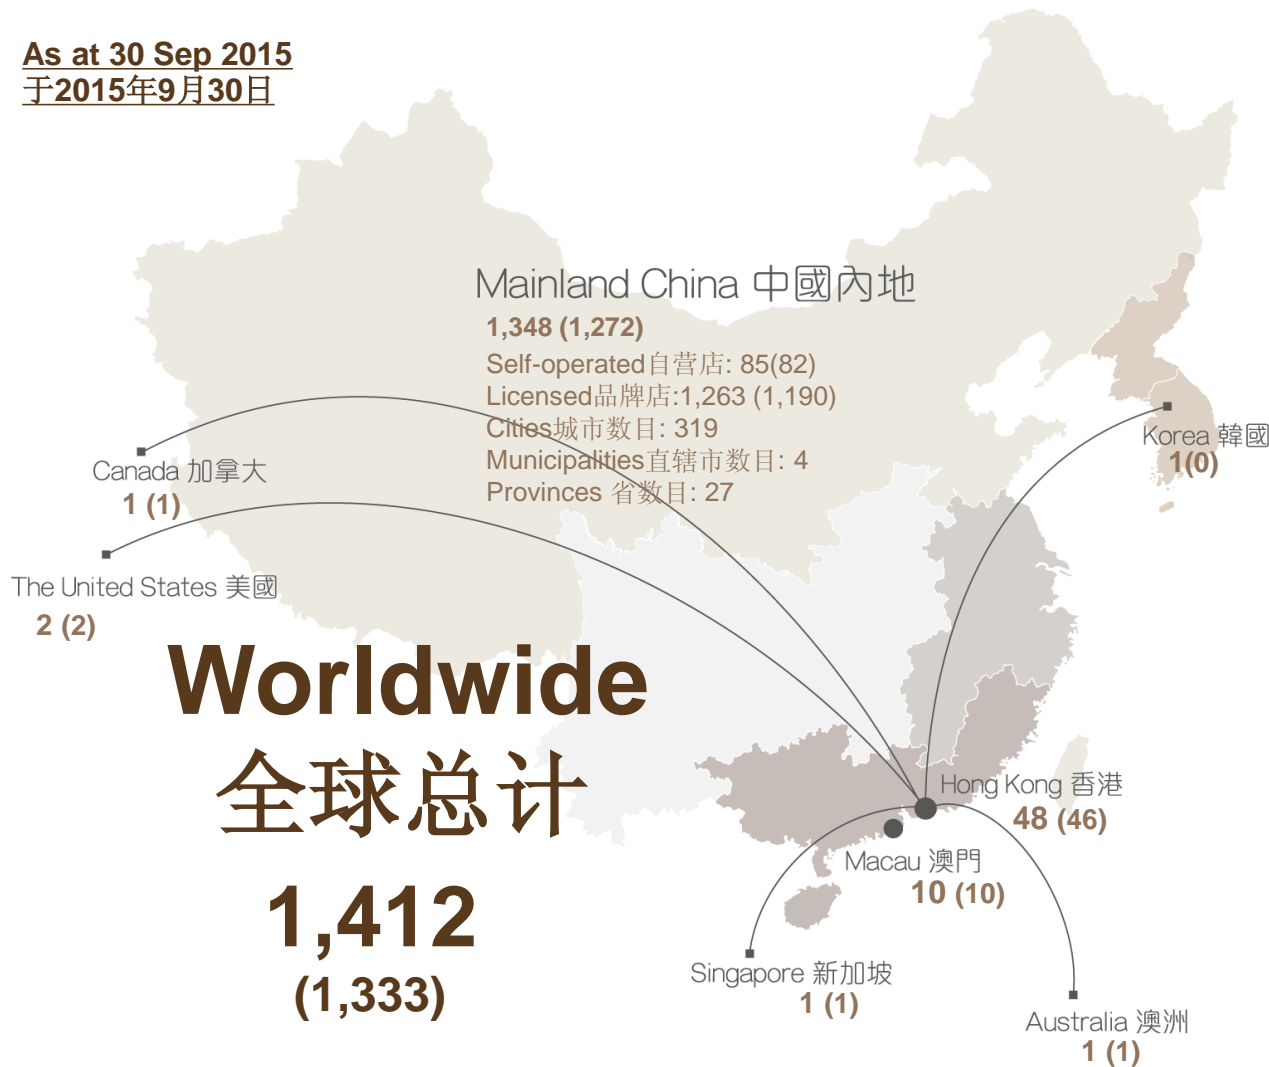 As at 30 Sep 2015
于2015年9月30日
Mainland China 中國內地
1,348 (1,272)
Self-operated自营店: 85(82)
Licensed品牌店:1,263 (1,190)
Cities城市数目: 319
Municipalities直辖市数目: 4
Provinces 省数目: 27
Korea 韓國
1(0)
Canada 加拿大
1 (1)
The United States 美國
2 (2)
Worldwide
全球总计
1,412
(1,333)
Hong Kong 香港
48 (46)
Macau 澳門
10 (10)
Singapore 新加坡
1 (1)
Australia 澳洲
1 (1)